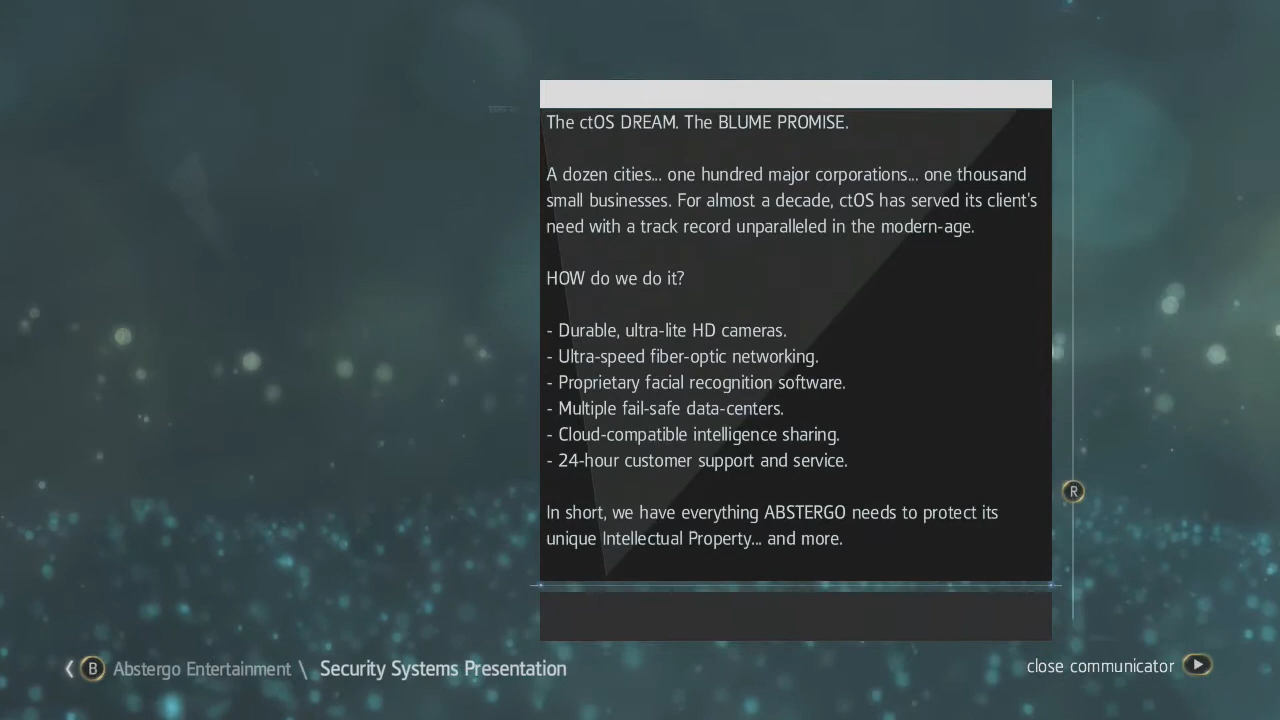 The ctOS DREAM. The BLUME PROMISE.
A dozen cities... one hundred major corporations... one thousand
small businesses. For almost a decade, ctOS has served its client's
need with a track record unparalleled in the modern-age.
HOW do we do it?
- Durable, ultra-lite HD cameras.
- Ultra-speed fiber-optic networking.
- Proprietary facial recognition software.
- Multiple fail-safe data-centers.
- Cloud-compatible intelligence sharing.
- 24-hour customer support and service.
In short, we have everything ABSTERGO needs to protect its
unique Intellectual Property... and more.
R
B Abstergo Entertainment \ Security Systems Presentation
close communicator